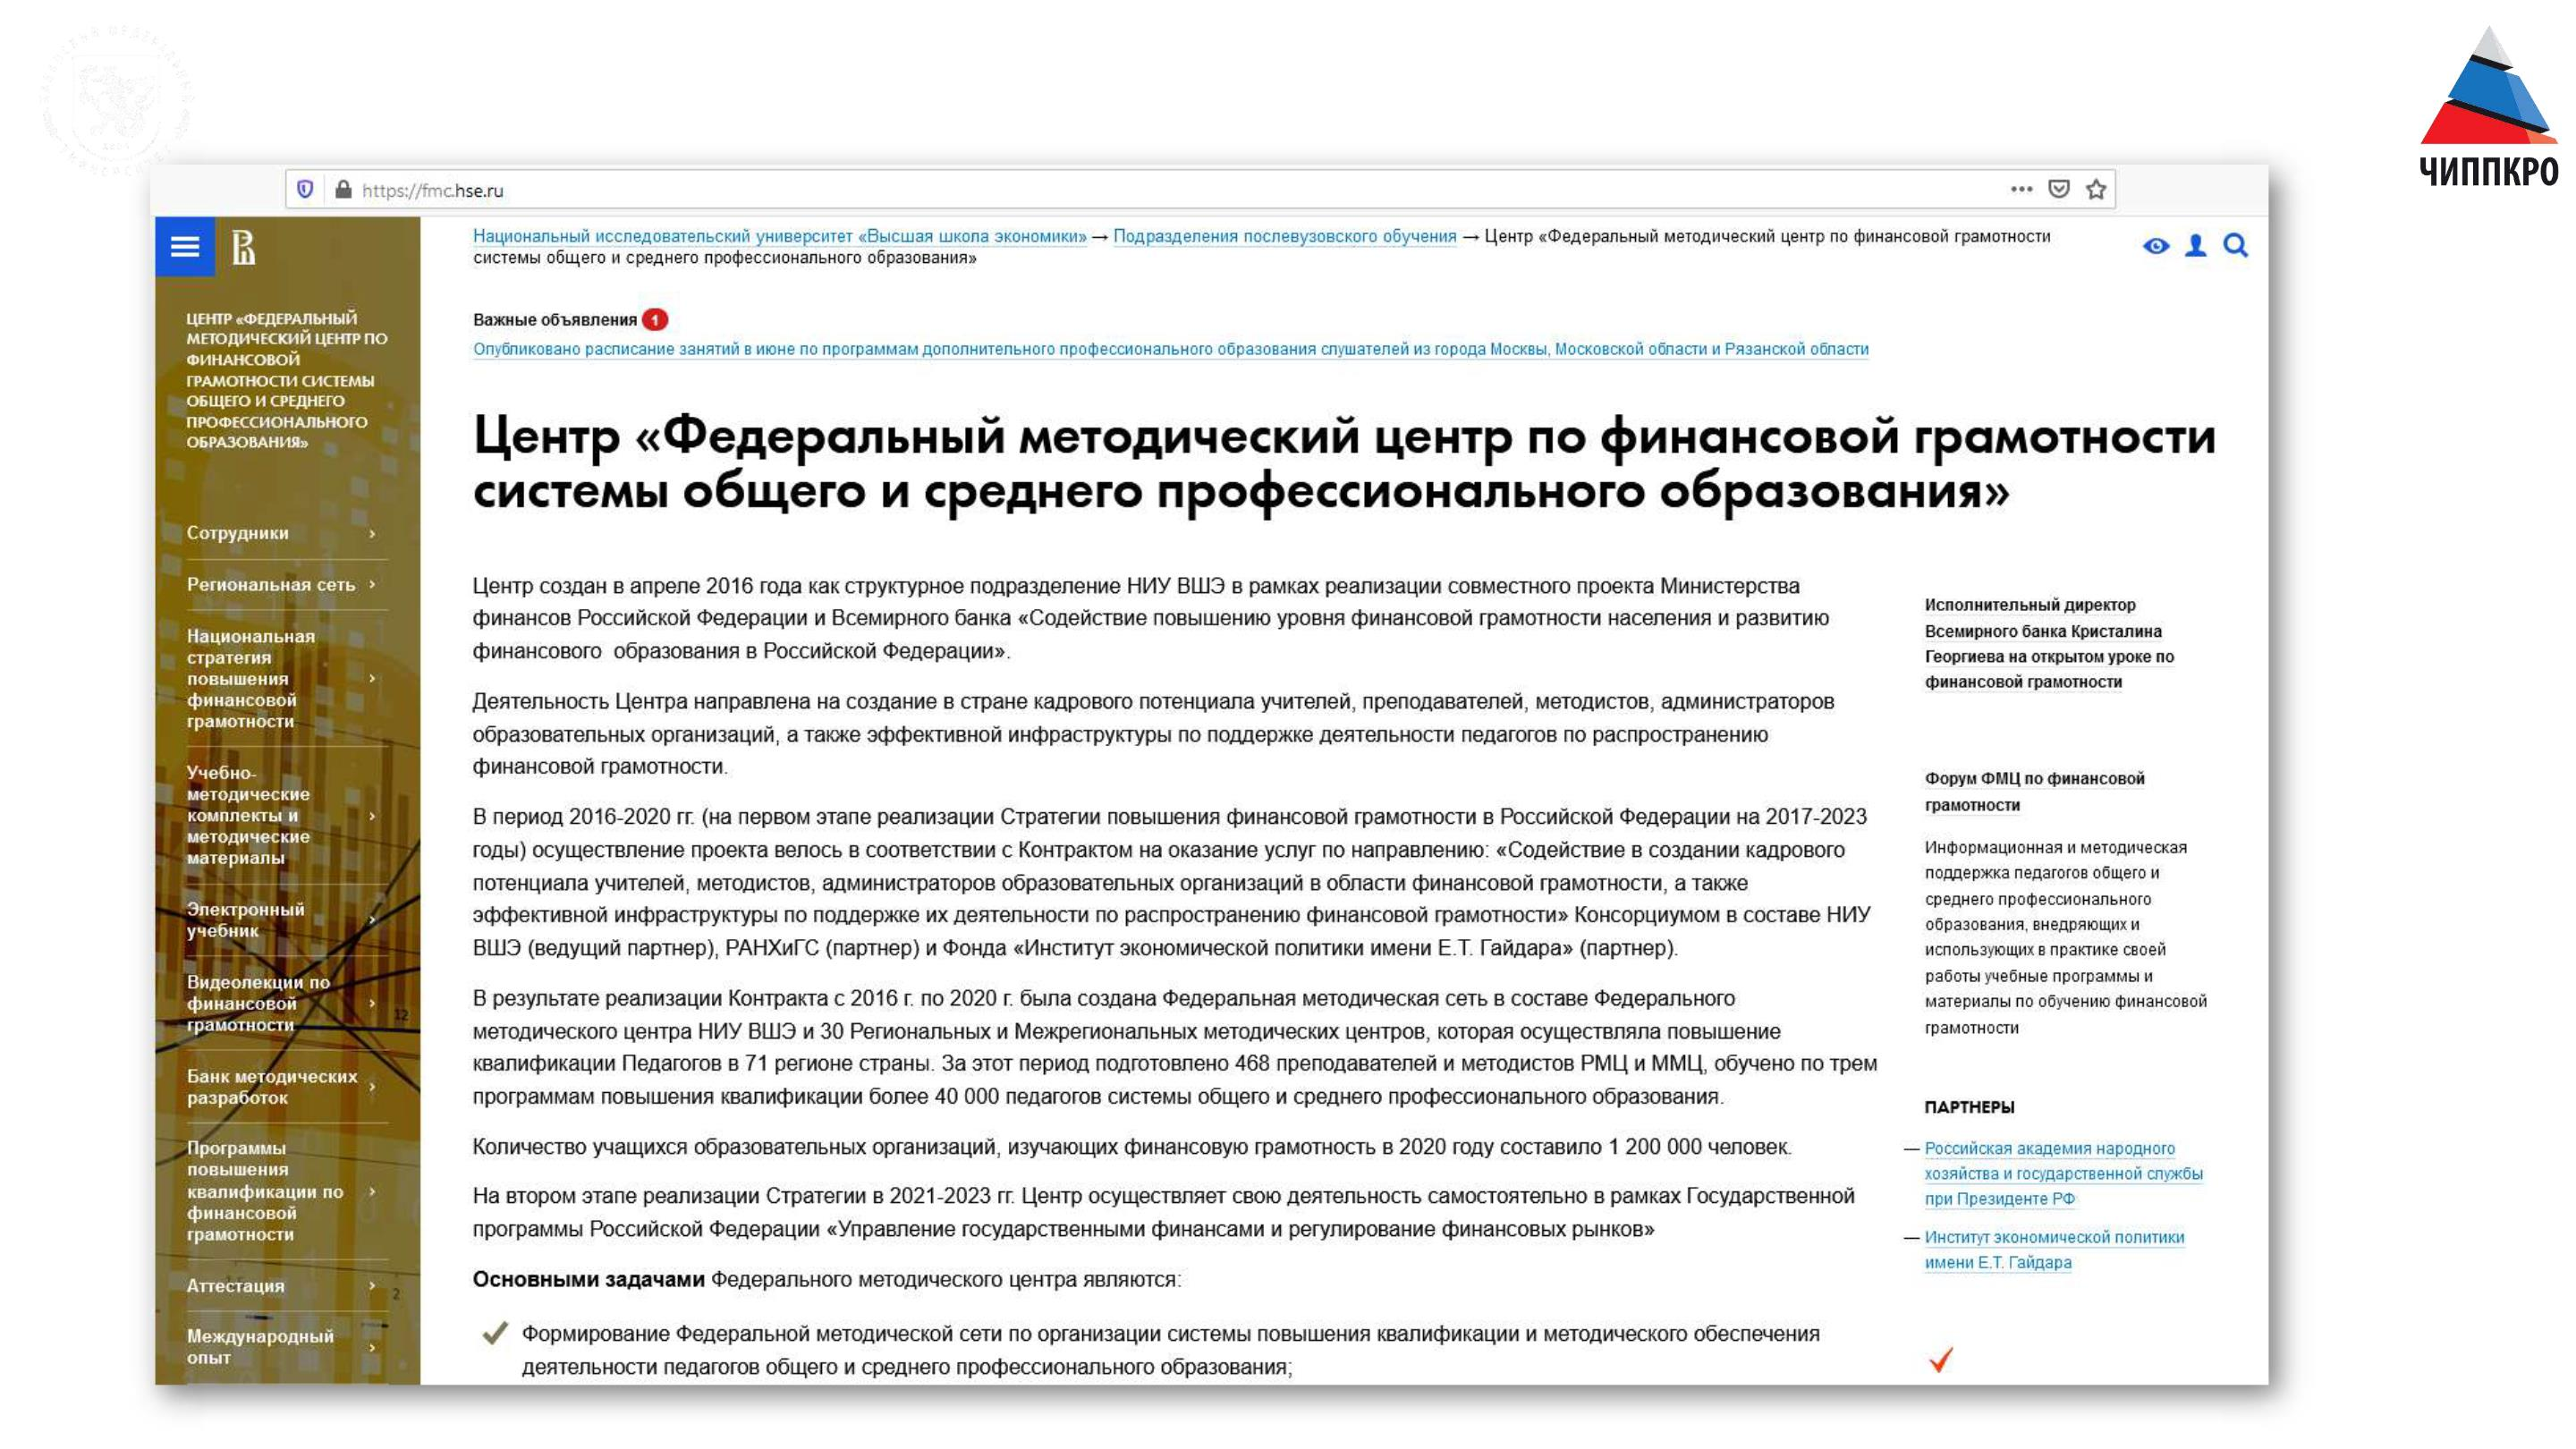 ЧИППКРО
https://fmc.hse.ru
Национальный исследовательский университет «Высшая школа экономики» → Подразделения послевузовского обучения → Центр «Федеральный методический центр по финансовой грамотности
системы общего и среднего профессионального образования»
ЦЕНТР «ФЕДЕРАЛЬНЫЙ
МЕТОДИЧЕСКИЙ ЦЕНТР ПО
ФИНАНСОВОЙ
ГРАМОТНОСТИ СИСТЕМЫ
ОБЩЕГО И СРЕДНЕГО
ПРОФЕССИОНАЛЬНОГО
ОБРАЗОВАНИЯ»
Сотрудники
Региональная сеть
Национальная
стратегия
повышения
финансовой
грамотности
Учебно-
методические
комплекты и
методические
материалы
Электронный
учебник
Видеолекции по
финансовой
грамотности
Банк методических
разработок
Программы
повышения
квалификации по
финансовой
грамотности
Аттестация
Международный
опыт
Важные объявления 1
Опубликовано расписание занятий в июне по программам дополнительного профессионального образования слушателей из города Москвы, Московской области и Рязанской области
Центр «Федеральный методический центр по финансовой грамотности
системы общего и среднего профессионального образования»
Центр создан в апреле 2016 года как структурное подразделение НИУ ВШЭ в рамках реализации совместного проекта Министерства
финансов Российской Федерации и Всемирного банка «Содействие повышению уровня финансовой грамотности населения и развитию
финансового образования в Российской Федерации».
Деятельность Центра направлена на создание в стране кадрового потенциала учителей, преподавателей, методистов, администраторов
образовательных организаций, а также эффективной инфраструктуры по поддержке деятельности педагогов по распространению
финансовой грамотности.
В период 2016-2020 гг. (на первом этапе реализации Стратегии повышения финансовой грамотности в Российской Федерации на 2017-2023
годы) осуществление проекта велось в соответствии с Контрактом на оказание услуг по направлению: «Содействие в создании кадрового
потенциала учителей, методистов, администраторов образовательных организаций в области финансовой грамотности, а также
эффективной инфраструктуры по поддержке их деятельности по распространению финансовой грамотности» Консорциумом в составе НИУ
ВШЭ (ведущий партнер), РАНХиГС (партнер) и Фонда «Институт экономической политики имени Е.Т. Гайдара» (партнер).
В результате реализации Контракта с 2016 г. по 2020 г. была создана Федеральная методическая сеть в составе Федерального
методического центра НИУ ВШЭ и 30 Региональных и Межрегиональных методических центров, которая осуществляла повышение
квалификации Педагогов в 71 регионе страны. За этот период подготовлено 468 преподавателей и методистов РМЦ и ММЦ, обучено по трем
программам повышения квалификации более 40 000 педагогов системы общего и среднего профессионального образования.
Количество учащихся образовательных организаций, изучающих финансовую грамотность в 2020 году составило 1 200 000 человек.
На втором этапе реализации Стратегии в 2021-2023 гг. Центр осуществляет свою деятельность самостоятельно в рамках Государственной
программы Российской Федерации «Управление государственными финансами и регулирование финансовых рынков»
Основными задачами Федерального методического центра являются:
Формирование Федеральной методической сети по организации системы повышения квалификации и методического обеспечения
деятельности педагогов общего и среднего профессионального образования;
Исполнительный директор
Всемирного банка Кристалина
Георгиева на открытом уроке по
финансовой грамотности
Форум ФМЦ по финансовой
грамотности
Информационная и методическая
поддержка педагогов общего и
среднего профессионального
образования, внедряющих и
использующих в практике своей
работы учебные программы и
материалы по обучению финансовой
грамотности
ПАРТНЕРЫ
— Российская академия народного
хозяйства и государственной службы
при Президенте РФ
— Институт экономической политики
имени Е.Т. Гайдара